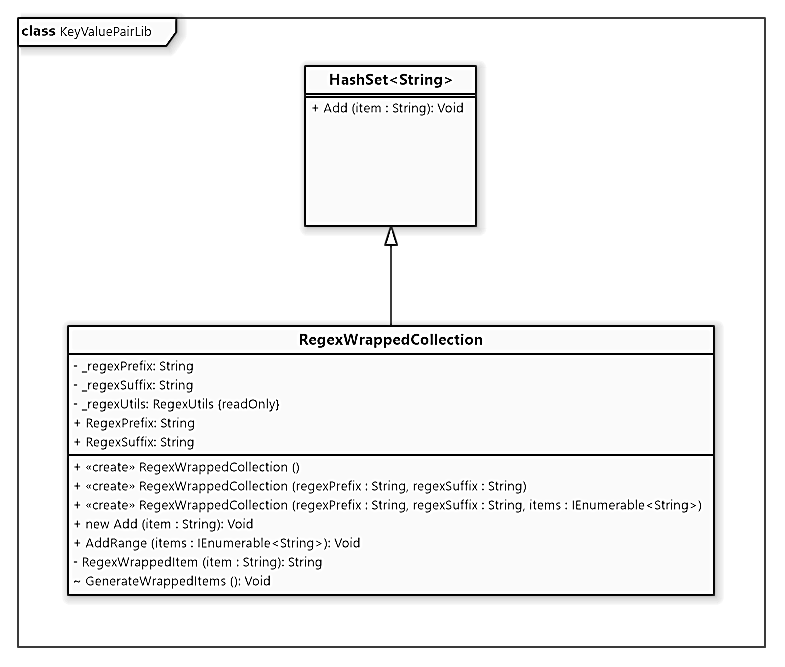 class KeyValuePairLib
HashSet<String>
+ Add (item : String): Void
RegexWrappedCollection
- _regexPrefix: String
- _regexSuffix: String
- _regexUtils: RegexUtils {readOnly}
+ RegexPrefix: String
+ RegexSuffix: String
+ «create» RegexWrappedCollection ()
+ «create» RegexWrappedCollection (regexPrefix : String, regexSuffix : String)
+ «create» RegexWrappedCollection (regexPrefix : String, regexSuffix : String, items : IEnumerable<String>)
+ new Add (item : String): Void
+ AddRange (items : IEnumerable<String>): Void
- RegexWrappedItem (item : String): String
~ GenerateWrappedItems (): Void